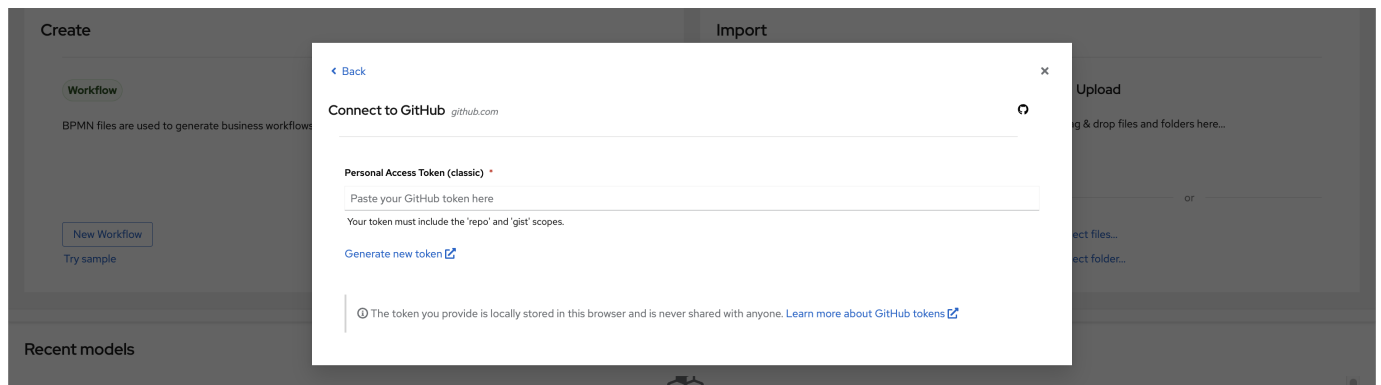 Create
Import
Back
Connect to GitHub github.com
Workflow
Upload
BPMN files are used to generate business workflows
& drop files and folders here...
Personal Access Token (classic) *
Paste your GitHub token here
Your token must include the 'repo' and 'gist' scopes.
or
New Workflow
Try sample
files...
folder...
Generate new token
The token you provide is locally stored in this browser and is never shared with anyone. Learn more about GitHub tokens
Recent models